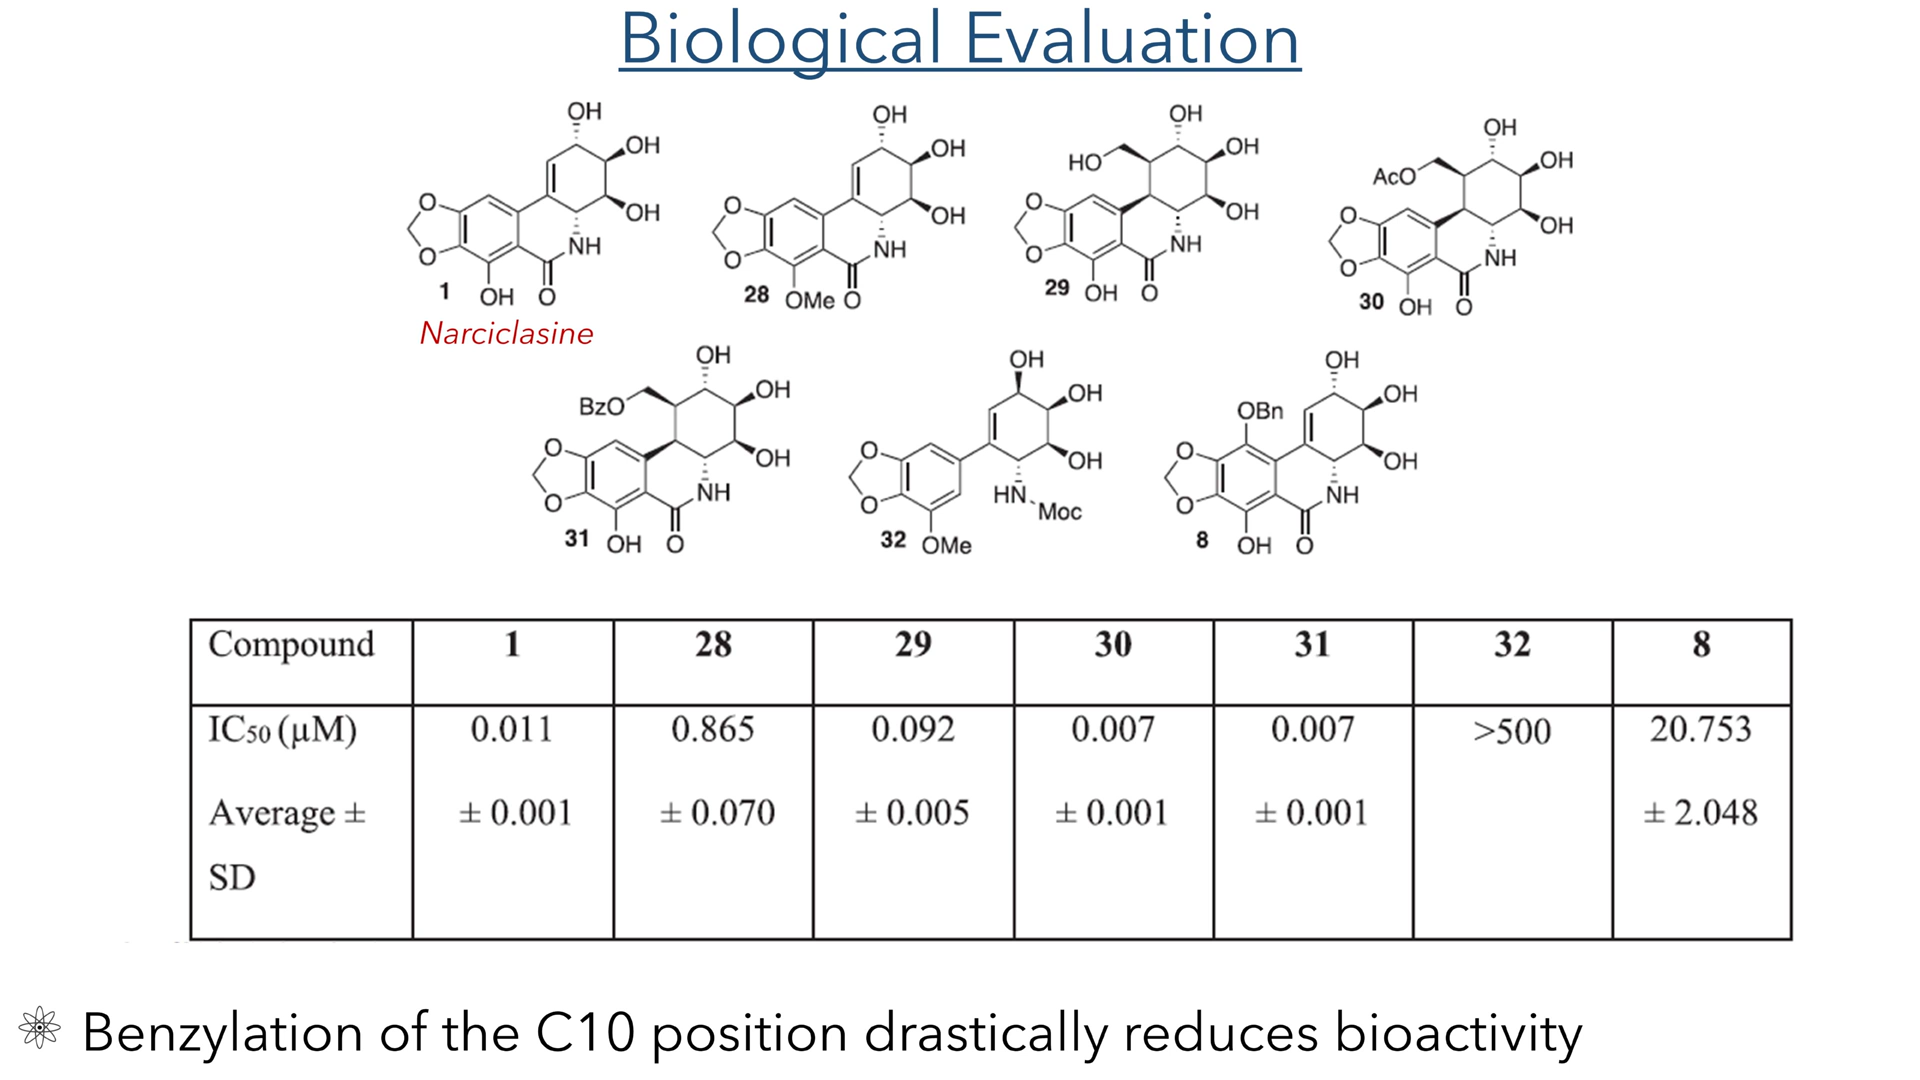 Biological Evaluation
OH
OH
OH
O
O
NH
1
OH
O
Narciclasine
OH
OH
OH
O
O
NH
28
OMe
O
OH
HO
OH
OH
O
O
NH
29
OH
O
OH
AcO
OH
OH
O
O
NH
30
OH
O
OH
BzO
OH
OH
O
O
NH
31
OH
O
OH
OH
OH
O
O
HN
Moc
32
OMe
OH
OBn
OH
OH
O
O
NH
8
OH
O
Compound 1 28 29 30 31 32 8
IC50 (µM) 0.011 0.865 0.092 0.007 0.007 >500 20.753
Average ± ± 0.001 ± 0.070 ± 0.005 ± 0.001 ± 0.001 ± 2.048
SD
Benzylation of the C10 position drastically reduces bioactivity